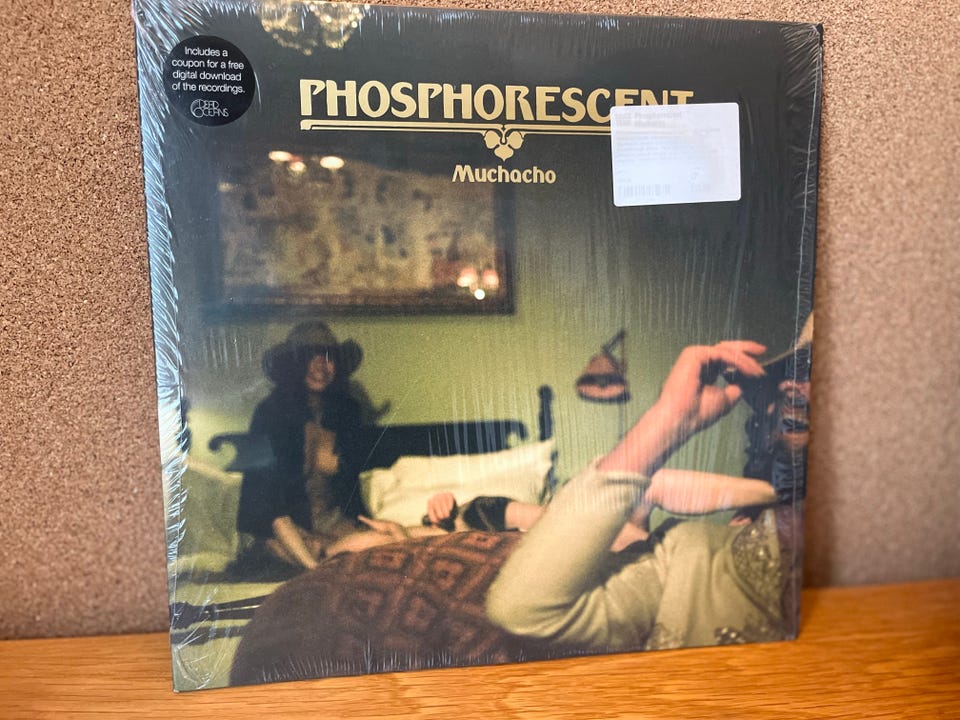 Includes a
coupon for a free
digital download
of the recordings.
DEAD
OCEANS
PHOSPHORESCENT
Muchacho